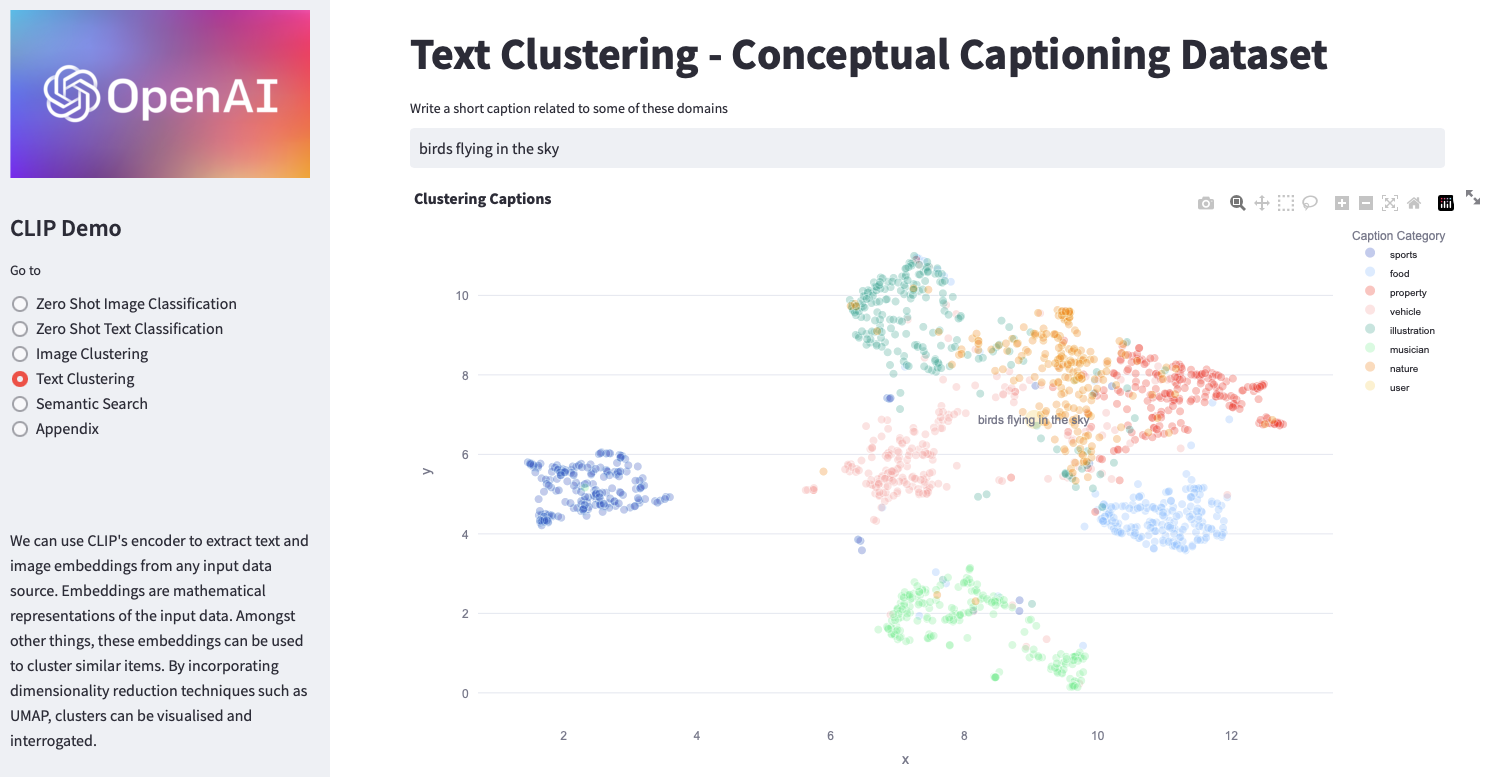 OpenAI
CLIP Demo
Go to
Zero Shot Image Classification
Zero Shot Text Classification
Image Clustering
Text Clustering
Semantic Search
Appendix
We can use CLIP's encoder to extract text and
image embeddings from any input data
source. Embeddings are mathematical
representations of the input data. Amongst
other things, these embeddings can be used
to cluster similar items. By incorporating
dimensionality reduction techniques such as
UMAP, clusters can be visualised and
interrogated.
Text Clustering - Conceptual Captioning Dataset
Write a short caption related to some of these domains
birds flying in the sky
Clustering Captions
Caption Category
sports
food
property
vehicle
illustration
musician
nature
user
birds flying in the sky
10
8
6
4
2
0
y
2 4 6 8 10 12
x